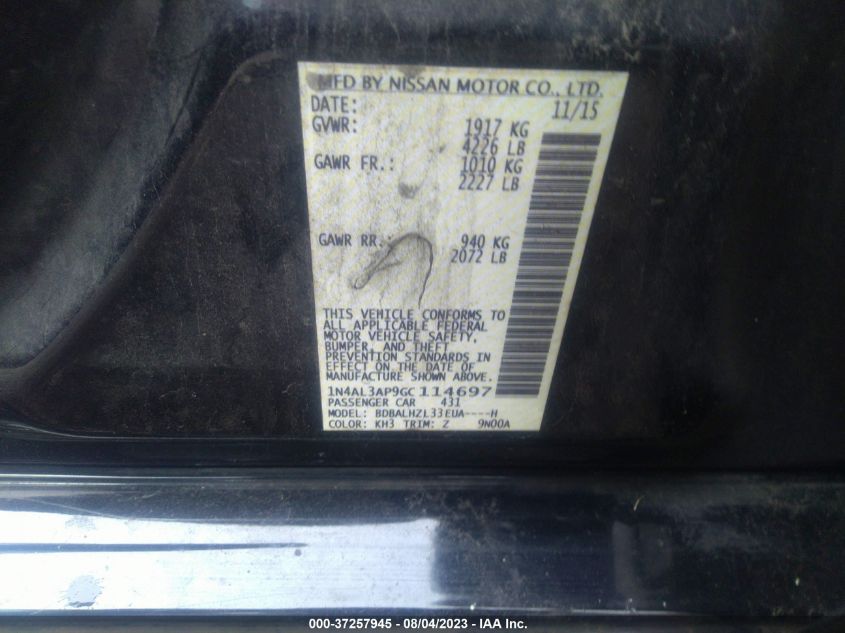 MFD BY NISSAN MOTOR CO., LTD.
DATE: 11/15
GVWR: 1917 KG
4226 LB
GAWR FR.: 1010 KG
2227 LB
GAWR RR.: 940 KG
2072 LB
THIS VEHICLE CONFORMS TO
ALL APPLICABLE FEDERAL
MOTOR VEHICLE SAFETY,
BUMPER, AND THEFT
PREVENTION STANDARDS IN
EFFECT ON THE DATE OF
MANUFACTURE SHOWN ABOVE.
1N4AL3AP9GC114697
PASSENGER CAR 431
MODEL: BDBALHZL33EUA----H
COLOR: KH3 TRIM: Z 9N00A
000-37257945 - 08/04/2023 - IAA Inc.